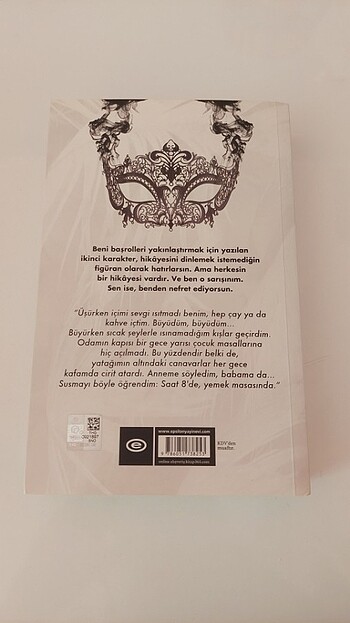 Beni başrolleri yakınlaştırmak için yazılan
ikinci karakter, hikâyesini dinlemek istemediğin
figüran olarak hatırlarsın. Ama herkesin
bir hikâyesi vardır. Ve ben o sarışınım.
Sen ise, benden nefret ediyorsun.
“Üşürken içimi sevgi ısıtmadı benim, hep çay ya da
kahve içtim. Büyüdüm, büyüdüm...
Büyürken sıcak şeylerle ısınamadığım kışlar geçirdim.
Odamın kapısı bir gece yarısı çocuk masallarına
hiç açılmadı. Bu yüzdendir belki de,
yatağımın altındaki canavarlar her gece
kafamda cirit atardı. Anneme söyledim, babama da...
Susmayı böyle öğrendim: Saat 8'de, yemek masasında.”
KDV'den
muaftır.